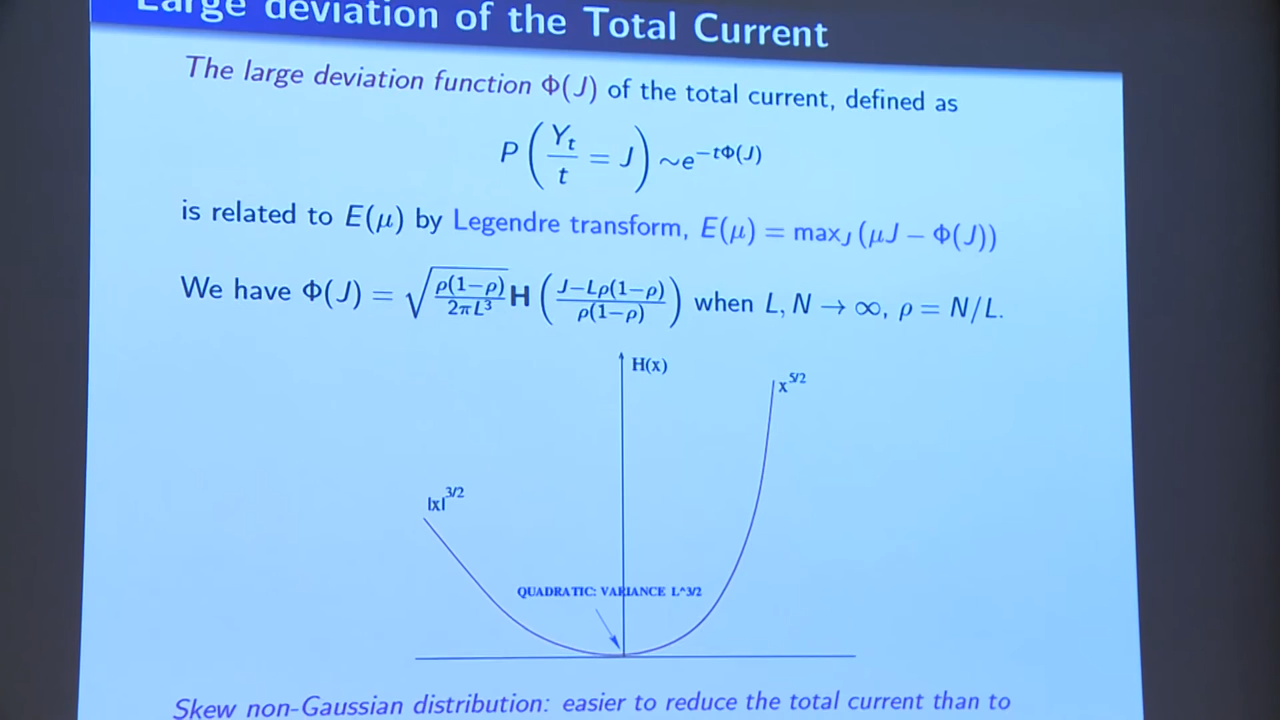 Large deviation of the Total Current
The large deviation function Φ(J) of the total current, defined as
P(Y_t/t = J) ~e^{-tΦ(J)}
is related to E(μ) by Legendre transform, E(μ) = max_J (μJ − Φ(J))
We have Φ(J) = √(ρ(1−ρ)/2πL³) H((J−Lρ(1−ρ))/ρ(1−ρ)) when L, N → ∞, ρ = N/L.
H(x)
x^{5/2}
|x|^{3/2}
QUADRATIC: VARIANCE L^3/2
Skew non-Gaussian distribution: easier to reduce the total current than to